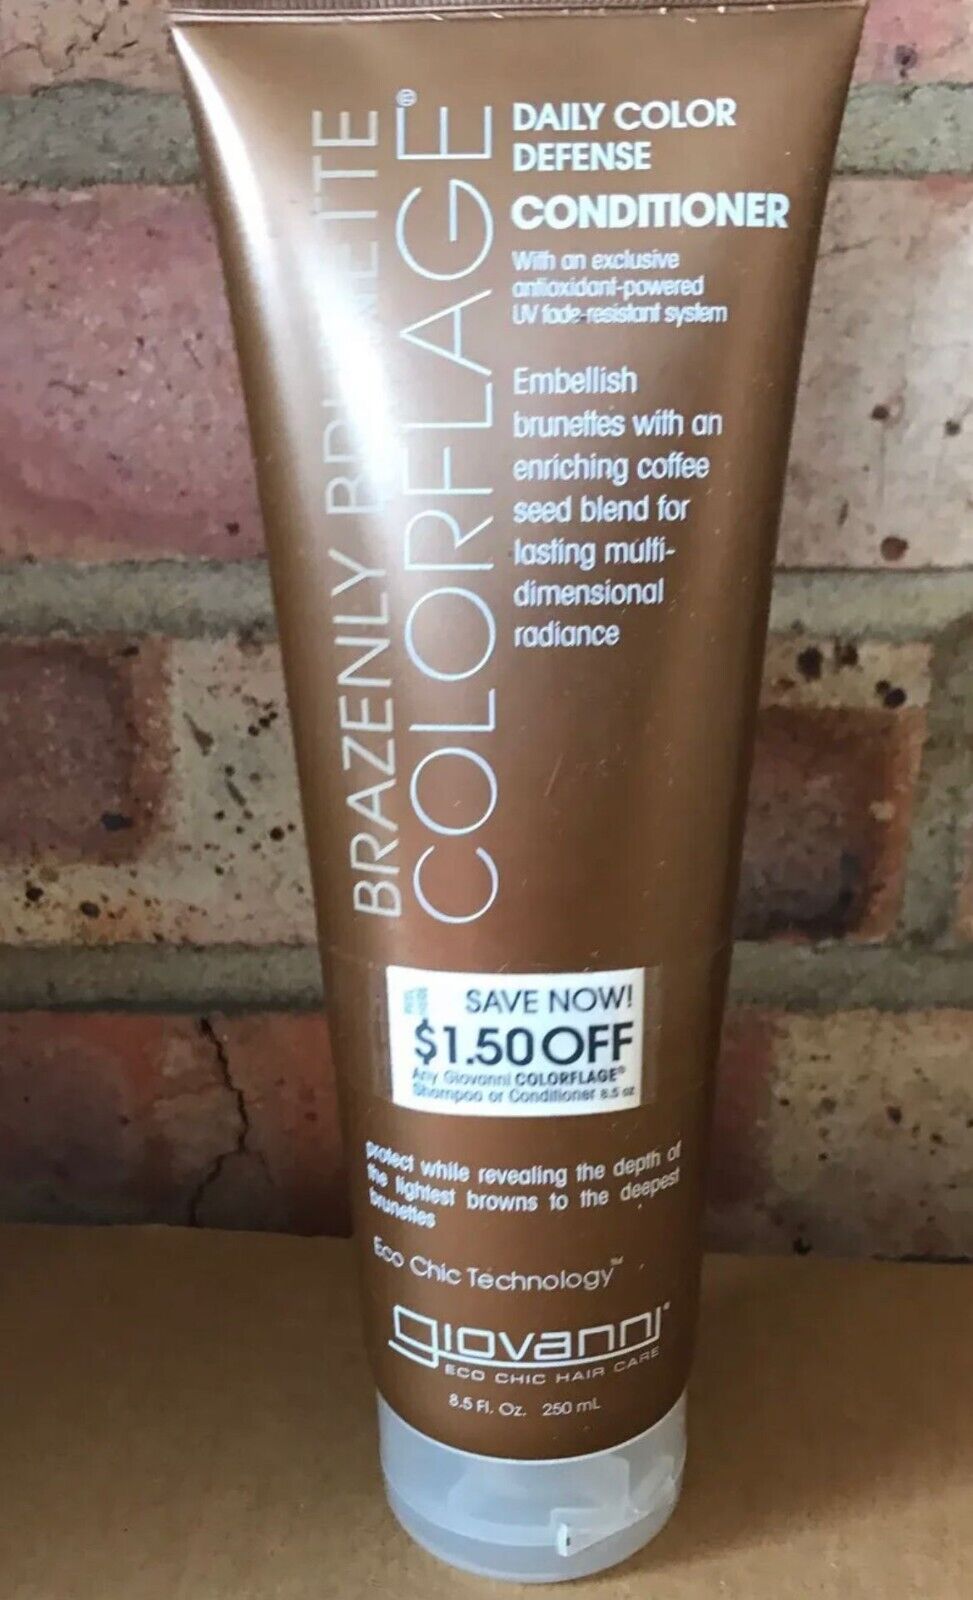 BRAZENLY BRUNETTE
COLORFLAGE®
DAILY COLOR
DEFENSE
CONDITIONER
With an exclusive
antioxidant-powered
UV fade-resistant system
Embellish
brunettes with an
enriching coffee
seed blend for
lasting multi-
dimensional
radiance
SAVE NOW!
$1.50 OFF
Any Giovanni COLORFLAGE®
Shampoo or Conditioner 8.5 oz
protect while revealing the depth of
the lightest browns to the deepest
brunettes
Eco Chic Technology™
giovanni®
ECO CHIC HAIR CARE
8.5 Fl. Oz. 250 mL